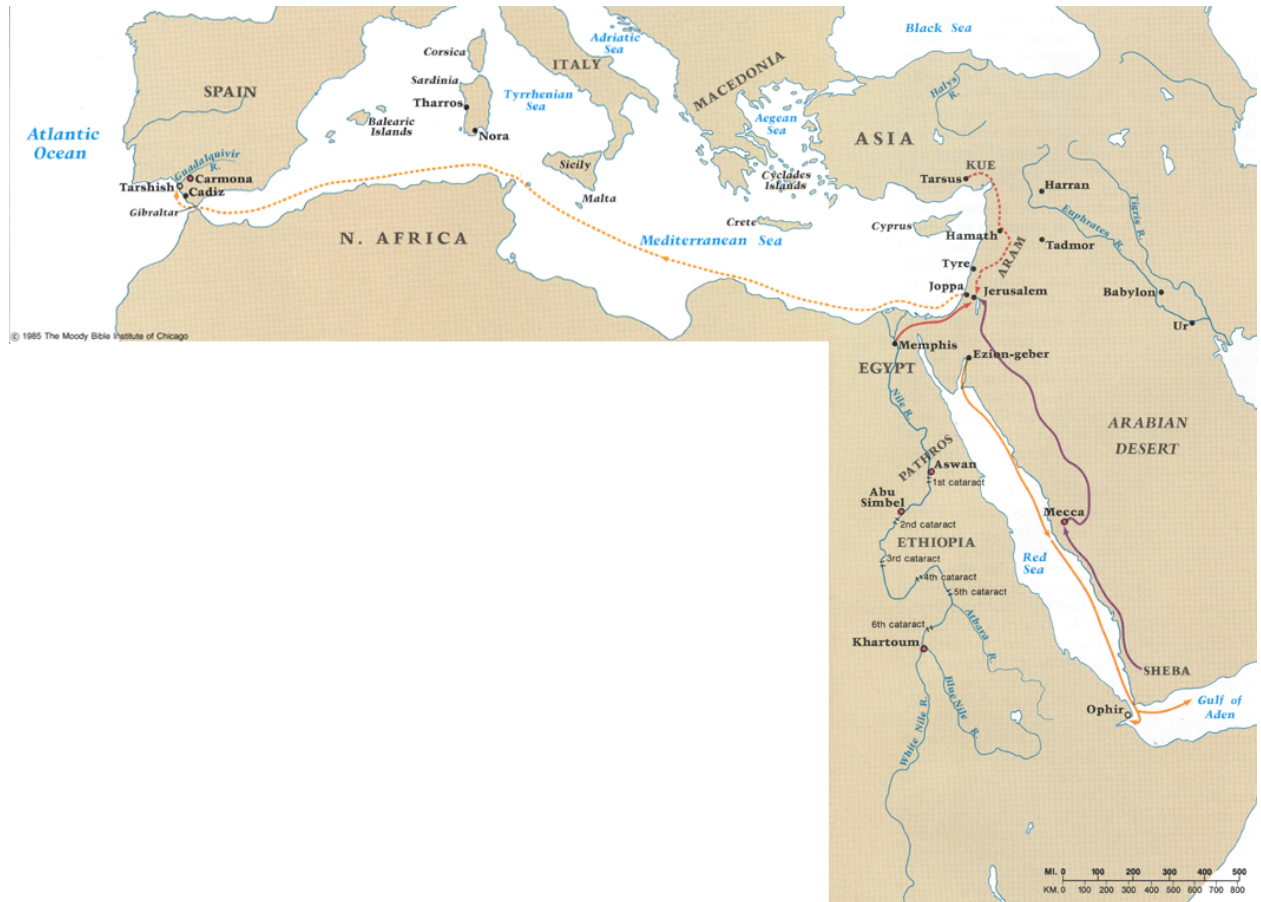 Black Sea
Adriatic
Sea
Corsica
ITALY
MACEDONIA
SPAIN
Sardinia
Tharros
Tyrrhenian
Sea
Halys
R.
Balearic
Islands
Nora
Aegean
Sea
ASIA
Atlantic
Ocean
Guadalquivir
R.
Sicily
KUE
Carmona
Tarshish
Cadiz
Cyclades
Islands
Tarsus
Harran
Tigris R.
Malta
Gibraltar
Crete
Cyprus
Euphrates R.
N. AFRICA
Mediterranean Sea
Hamath
Tadmor
ARAM
Tyre
Joppa
Jerusalem
Babylon
Ur
© 1985 The Moody Bible Institute of Chicago
Memphis
Ezion-geber
EGYPT
Nile R.
ARABIAN
DESERT
PATHROS
Aswan
1st cataract
Abu
Simbel
2nd cataract
Mecca
ETHIOPIA
Red
Sea
3rd cataract
4th cataract
5th cataract
6th cataract
Atbara
R.
Khartoum
SHEBA
Blue Nile
R.
White Nile R.
Ophir
Gulf of
Aden
MI. 0 100 200 300 400 500
KM. 0 100 200 300 400 500 600 700 800